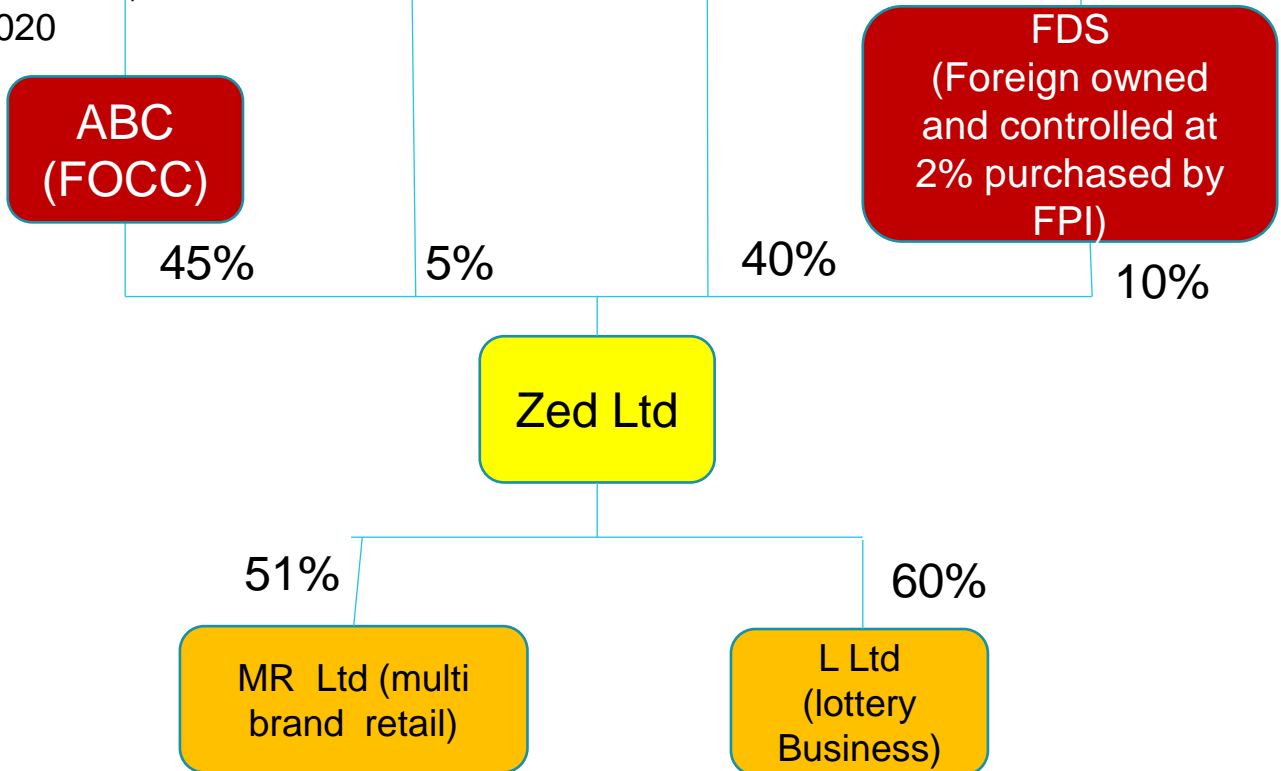 020
FDS
(Foreign owned
and controlled at
2% purchased by
FPI)
ABC
(FOCC)
45%
5%
40%
10%
Zed Ltd
51%
60%
MR  Ltd (multi
brand  retail)
L Ltd
(lottery
Business)